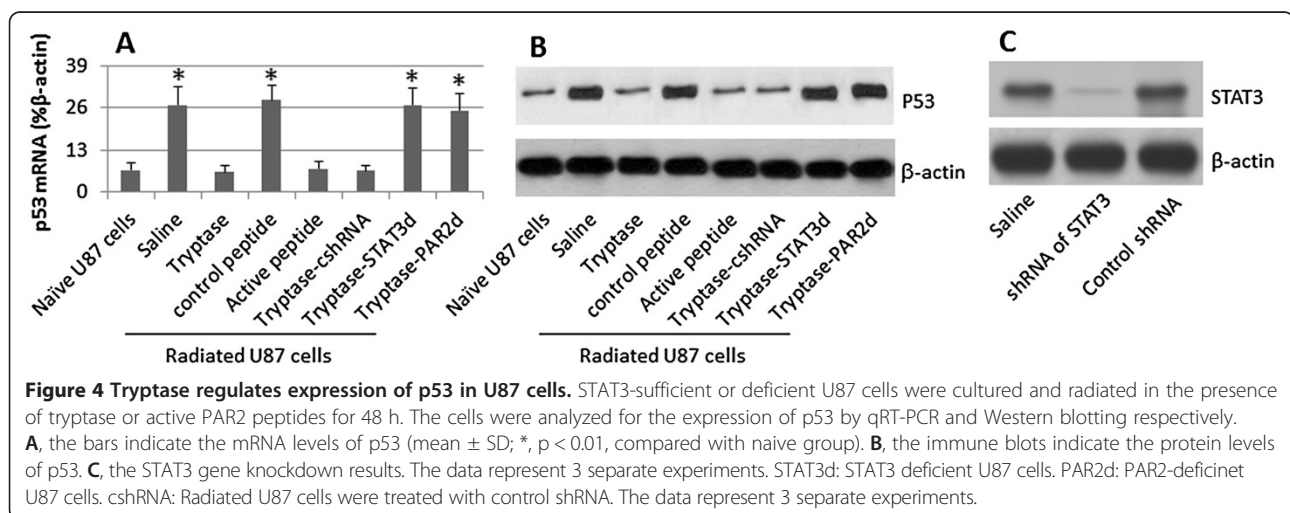 A
B
C
p53 mRNA (%β-actin)
39
26
13
0
*
*
*
*
Naïve U87 cells
Saline
Tryptase
control peptide
Active peptide
Tryptase-cshRNA
Tryptase-STAT3d
Tryptase-PAR2d
Radiated U87 cells
P53
β-actin
Naïve U87 cells
Saline
Tryptase
control peptide
Active peptide
Tryptase-cshRNA
Tryptase-STAT3d
Tryptase-PAR2d
Radiated U87 cells
STAT3
β-actin
Saline
shRNA of STAT3
Control shRNA
Figure 4 Tryptase regulates expression of p53 in U87 cells. STAT3-sufficient or deficient U87 cells were cultured and radiated in the presence
of tryptase or active PAR2 peptides for 48 h. The cells were analyzed for the expression of p53 by qRT-PCR and Western blotting respectively.
A, the bars indicate the mRNA levels of p53 (mean ± SD; *, p < 0.01, compared with naive group). B, the immune blots indicate the protein levels
of p53. C, the STAT3 gene knockdown results. The data represent 3 separate experiments. STAT3d: STAT3 deficient U87 cells. PAR2d: PAR2-deficinet
U87 cells. cshRNA: Radiated U87 cells were treated with control shRNA. The data represent 3 separate experiments.